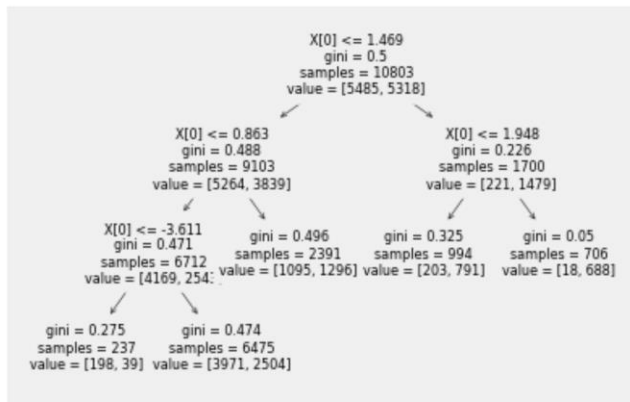 X[0] <= 1.469
gini = 0.5
samples = 10803
value = [5485, 5318]
X[0] <= 0.863
gini = 0.488
samples = 9103
value = [5264, 3839]
X[0] <= 1.948
gini = 0.226
samples = 1700
value = [221, 1479]
X[0] <= -3.611
gini = 0.471
samples = 6712
value = [4169,
gini = 0.496
samples = 2391
value = [1095, 1296]
gini = 0.325
samples = 994
value = [203, 791]
gini = 0.05
samples = 706
value = [18, 688]
gini = 0.275
samples = 237
value = [198, 39]
gini = 0.474
samples = 6475
value = [3971, 2504]